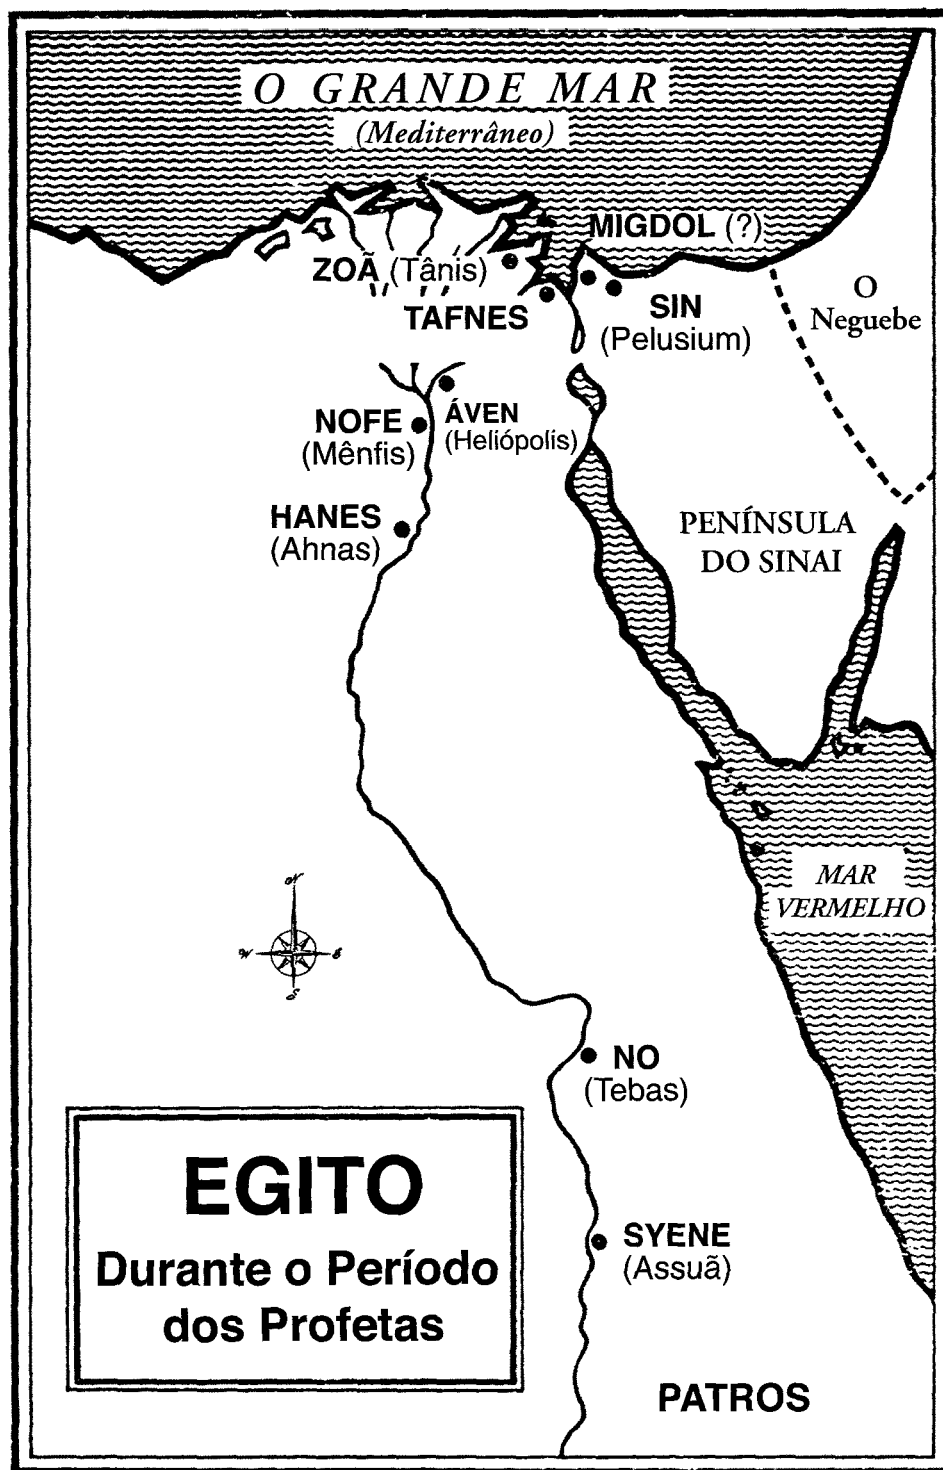 O GRANDE MAR
(Mediterrâneo)
MIGDOL (?)
ZOÃ (Tânis)
TAFNES
SIN
(Pelusium)
O
Neguebe
NOFE
(Mênfis)
ÁVEN
(Heliópolis)
HANES
(Ahnas)
PENÍNSULA
DO SINAI
MAR
VERMELHO
N
W
S
NO
(Tebas)
EGITO
Durante o Período
dos Profetas
SYENE
(Assuã)
PATROS